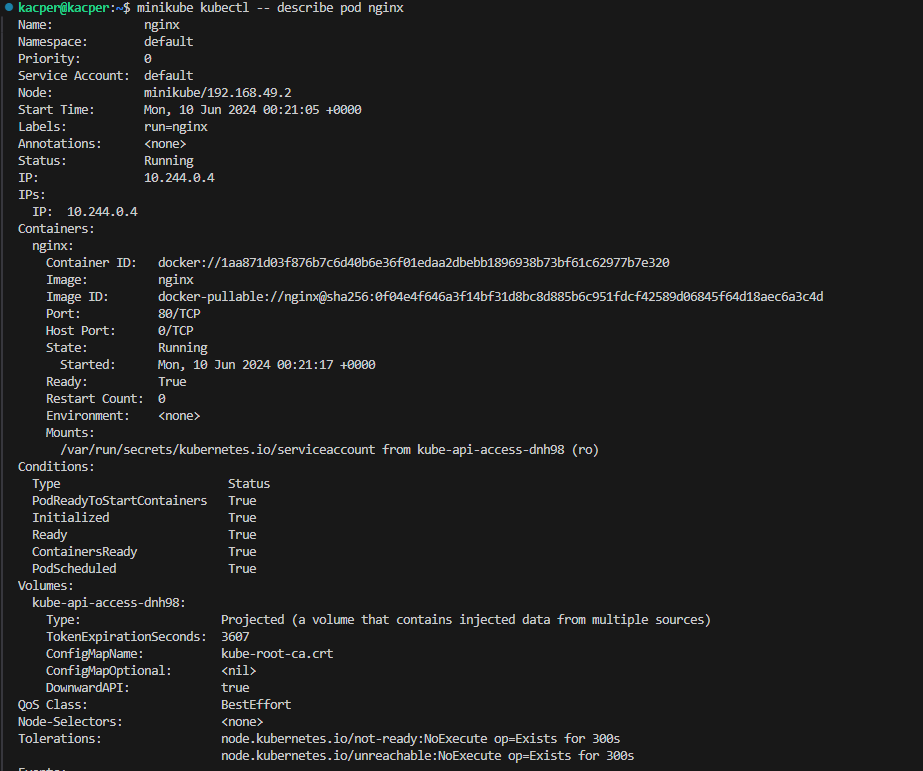 kacper@kacper:~$ minikube kubectl -- describe pod nginx
Name:             nginx
Namespace:        default
Priority:         0
Service Account:  default
Node:             minikube/192.168.49.2
Start Time:       Mon, 10 Jun 2024 00:21:05 +0000
Labels:           run=nginx
Annotations:      <none>
Status:           Running
IP:               10.244.0.4
IPs:
  IP:  10.244.0.4
Containers:
  nginx:
    Container ID:   docker://1aa871d03f876b7c6d40b6e36f01edaa2dbebb1896938b73bf61c62977b7e320
    Image:          nginx
    Image ID:       docker-pullable://nginx@sha256:0f04e4f646a3f14bf31d8bc8d885b6c951fdcf42589d06845f64d18aec6a3c4d
    Port:           80/TCP
    Host Port:      0/TCP
    State:          Running
      Started:      Mon, 10 Jun 2024 00:21:17 +0000
    Ready:          True
    Restart Count:  0
    Environment:    <none>
    Mounts:
      /var/run/secrets/kubernetes.io/serviceaccount from kube-api-access-dnh98 (ro)
Conditions:
  Type                        Status
  PodReadyToStartContainers   True
  Initialized                 True
  Ready                       True
  ContainersReady             True
  PodScheduled                True
Volumes:
  kube-api-access-dnh98:
    Type:                    Projected (a volume that contains injected data from multiple sources)
    TokenExpirationSeconds:  3607
    ConfigMapName:           kube-root-ca.crt
    ConfigMapOptional:       <nil>
    DownwardAPI:             true
QoS Class:                   BestEffort
Node-Selectors:              <none>
Tolerations:                 node.kubernetes.io/not-ready:NoExecute op=Exists for 300s
                             node.kubernetes.io/unreachable:NoExecute op=Exists for 300s